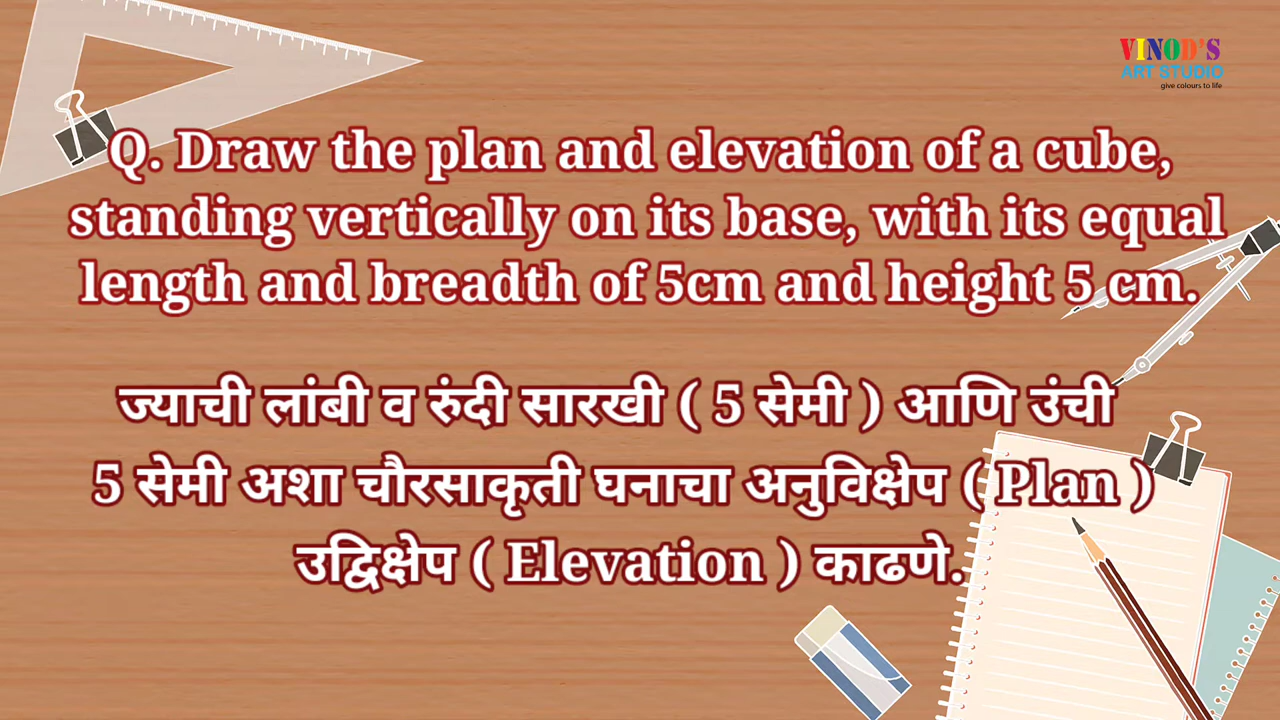 VINOD'S
ART STUDIO
give colours to life
Q. Draw the plan and elevation of a cube,
standing vertically on its base, with its equal
length and breadth of 5cm and height 5 cm.
ज्याची लांबी व रुंदी सारखी ( 5 सेमी ) आणि उंची
5 सेमी अशा चौरसाकृती घनाचा अनुविक्षेप ( Plan )
उद्विक्षेप ( Elevation ) काढणे.